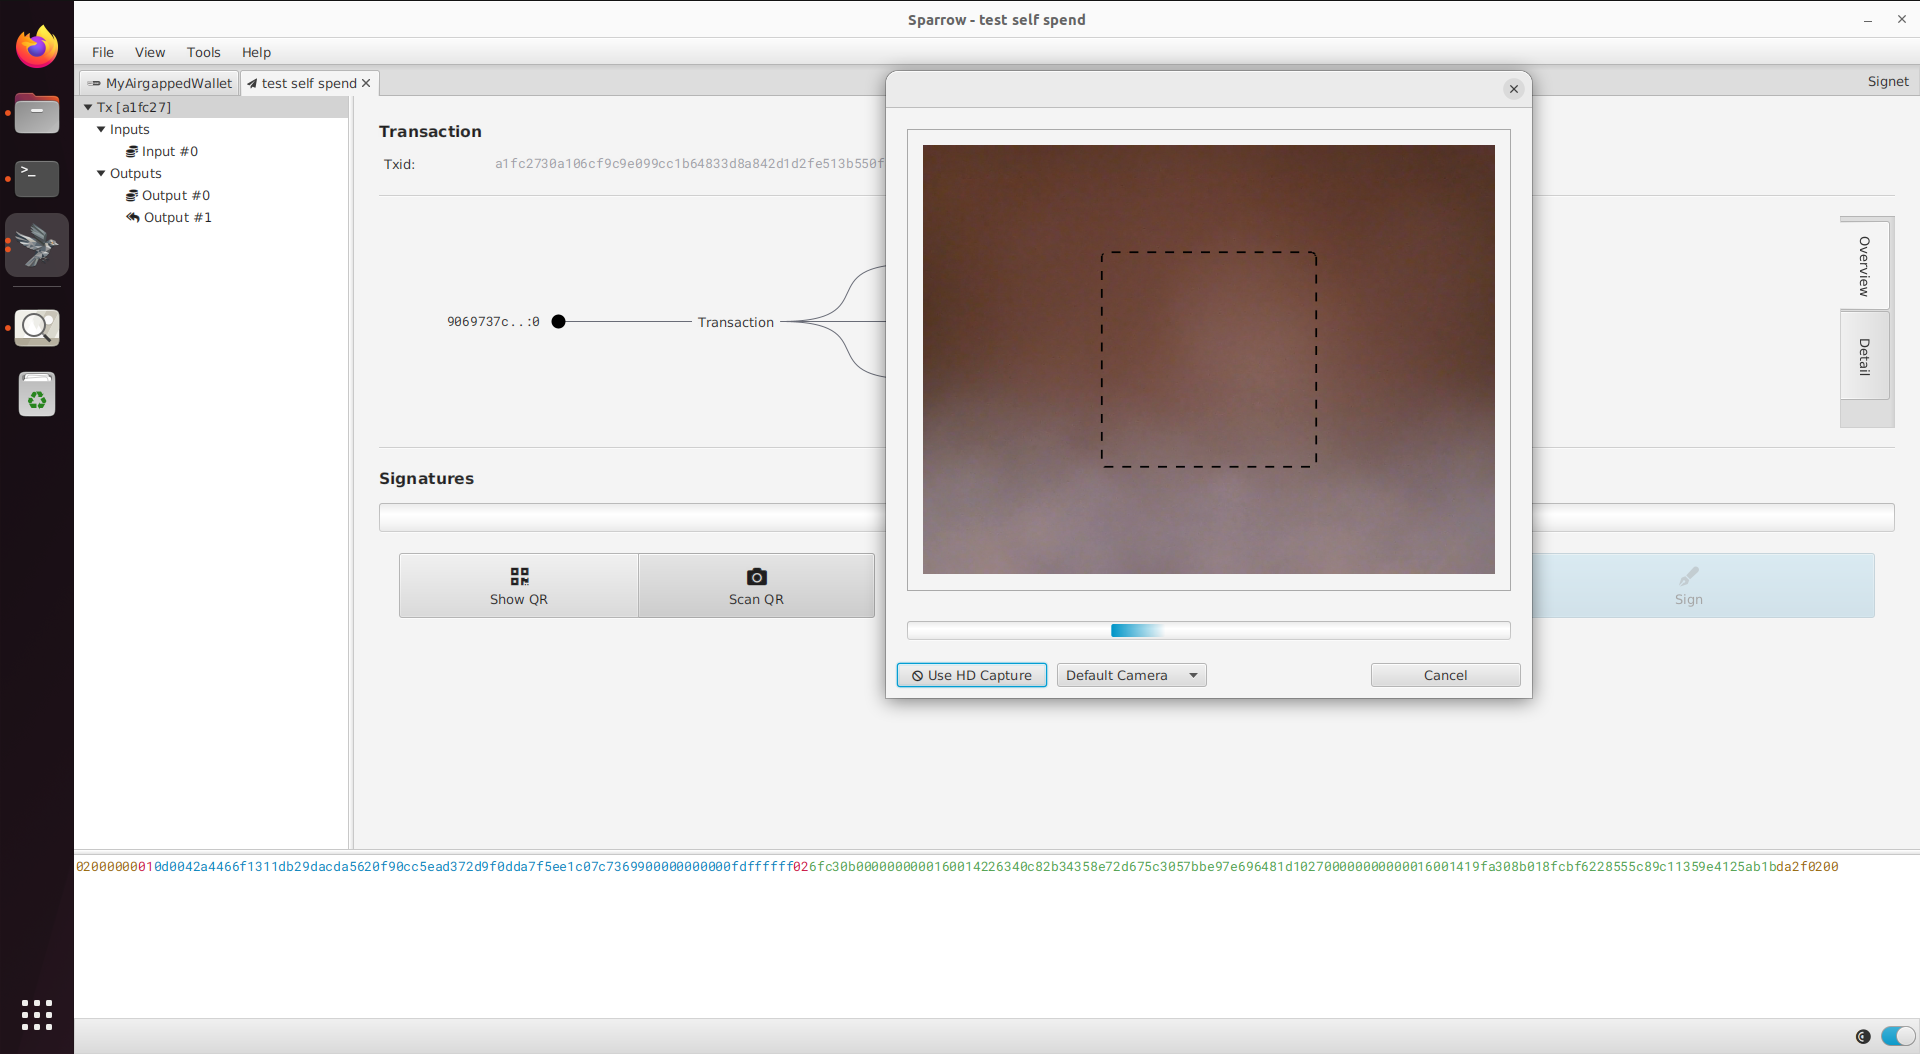 Sparrow - test self spend
File View Tools Help
MyAirgappedWallet test self spend Signet
Tx [a1fc27]
Inputs
Input #0
Outputs
Output #0
Output #1
Transaction
Txid: a1fc2730a106cf9c9e099cc1b64833d8a842d1d2fe513b550f
9069737c..:0 Transaction
Overview
Detail
Signatures
Show QR Scan QR Sign
Use HD Capture Default Camera Cancel
02000000010d0042a4466f1311db29dacda5620f90cc5ead372d9f0dda7f5ee1c07c7369900000000000fdffffff026fc30b0000000000160014226340c82b34358e72d675c3057bbe97e696481d10270000000000000016001419fa308b018fcbf6228555c89c11359e4125ab1bda2f0200